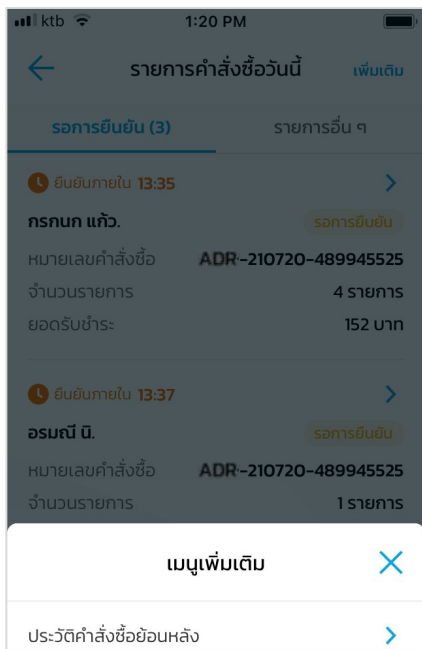 ktb 1:20 PM
รายการคำสั่งซื้อวันนี้ เพิ่มเติม
รอการยืนยัน (3) รายการอื่น ๆ
ยืนยันภายใน 13:35
กรกนก แก้ว. รอการยืนยัน
หมายเลขคำสั่งซื้อ ADR-210720-489945525
จำนวนรายการ 4 รายการ
ยอดรับชำระ 152 บาท
ยืนยันภายใน 13:37
อรมณี นิ. รอการยืนยัน
หมายเลขคำสั่งซื้อ ADR-210720-489945525
จำนวนรายการ 1 รายการ
เมนูเพิ่มเติม
ประวัติคำสั่งซื้อย้อนหลัง